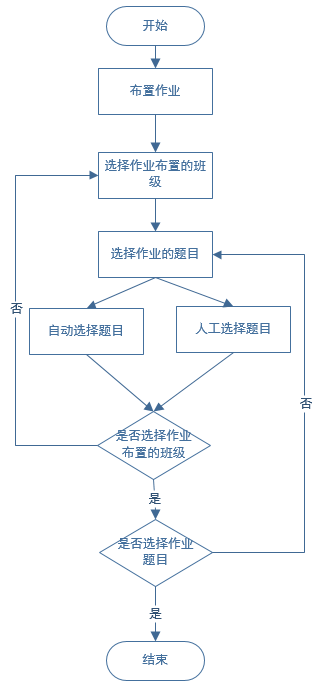 开始
布置作业
选择作业布置的班
级
选择作业的题目
否
自动选择题目
人工选择题目
否
是否选择作业
布置的班级
是
是否选择作业
题目
是
结束